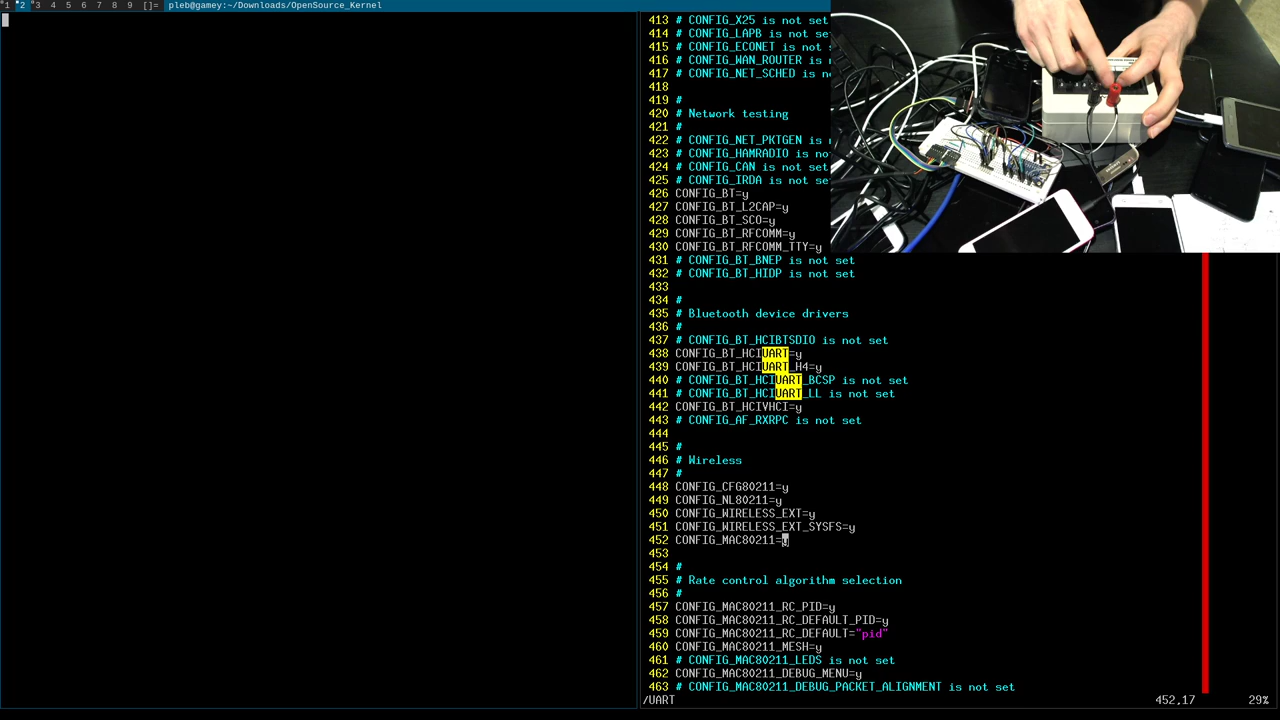 1 2 3 4 5 6 7 8 9 []= pleb@gamey:~/Downloads/OpenSource_Kernel
413 # CONFIG_X25 is not set
414 # CONFIG_LAPB is not set
415 # CONFIG_ECONET is not
416 # CONFIG_WAN_ROUTER is
417 # CONFIG_NET_SCHED is
418
419 #
420 # Network testing
421 #
422 # CONFIG_NET_PKTGEN is
423 # CONFIG_HAMRADIO is
424 # CONFIG_CAN is not set
425 # CONFIG_IRDA is not set
426 CONFIG_BT=y
427 CONFIG_BT_L2CAP=y
428 CONFIG_BT_SCO=y
429 CONFIG_BT_RFCOMM=y
430 CONFIG_BT_RFCOMM_TTY=y
431 # CONFIG_BT_BNEP is not set
432 # CONFIG_BT_HIDP is not set
433
434 #
435 # Bluetooth device drivers
436 #
437 # CONFIG_BT_HCIBTSDIO is not set
438 CONFIG_BT_HCIUART=y
439 CONFIG_BT_HCIUART_H4=y
440 # CONFIG_BT_HCIUART_BCSP is not set
441 # CONFIG_BT_HCIUART_LL is not set
442 CONFIG_BT_HCIVHCI=y
443 # CONFIG_AF_RXRPC is not set
444
445 #
446 # Wireless
447 #
448 CONFIG_CFG80211=y
449 CONFIG_NL80211=y
450 CONFIG_WIRELESS_EXT=y
451 CONFIG_WIRELESS_EXT_SYSFS=y
452 CONFIG_MAC80211=y
453
454 #
455 # Rate control algorithm selection
456 #
457 CONFIG_MAC80211_RC_PID=y
458 CONFIG_MAC80211_RC_DEFAULT_PID=y
459 CONFIG_MAC80211_RC_DEFAULT="pid"
460 CONFIG_MAC80211_MESH=y
461 # CONFIG_MAC80211_LEDS is not set
462 CONFIG_MAC80211_DEBUG_MENU=y
463 # CONFIG_MAC80211_DEBUG_PACKET_ALIGNMENT is not set
/UART 452,17 29%